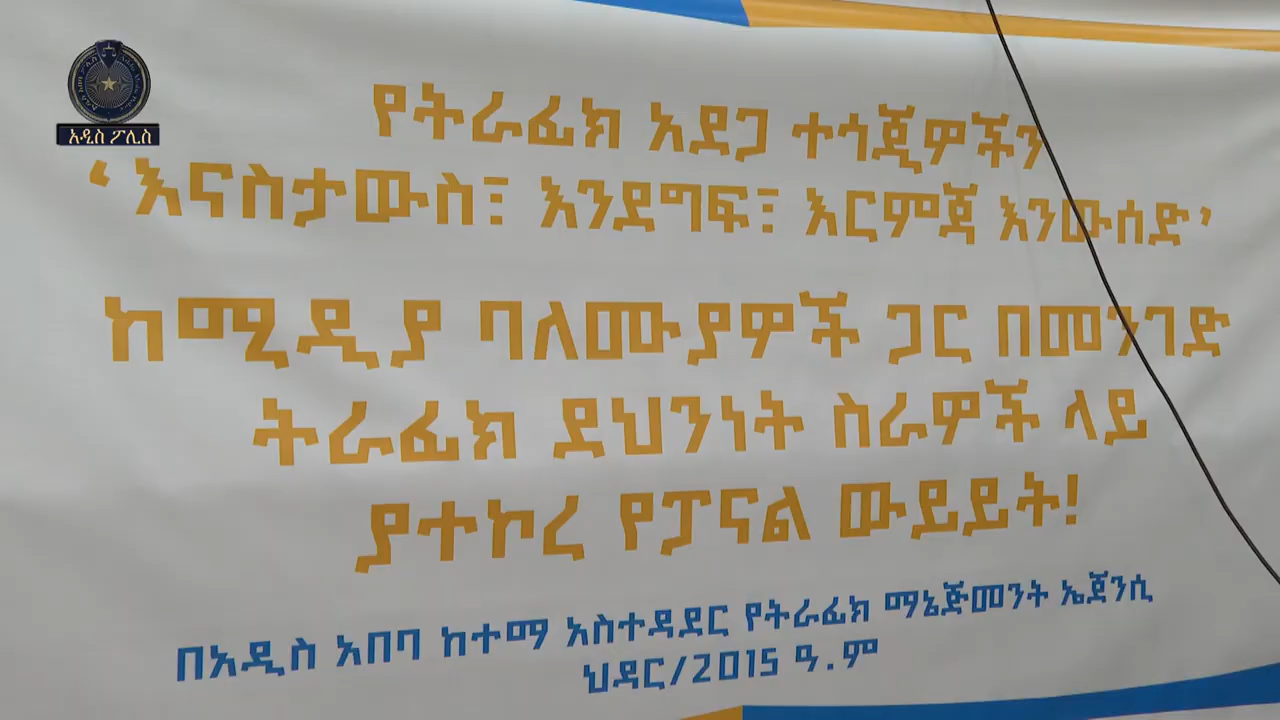 አዲስ ፖሊስ
የትራፊክ አደጋ ተጎጂዎችን
‘እናስታውስ፣ እንደግፍ፣ እርምጃ እንውሰድ’
ከሚዲያ ባለሙያዎች ጋር በመንገድ
ትራፊክ ደህንነት ስራዎች ላይ
ያተኮረ የፓናል ውይይት!
በአዲስ አበባ ከተማ አስተዳደር የትራፊክ ማኔጅመንት ኤጀንሲ
ህዳር/2015 ዓ.ም